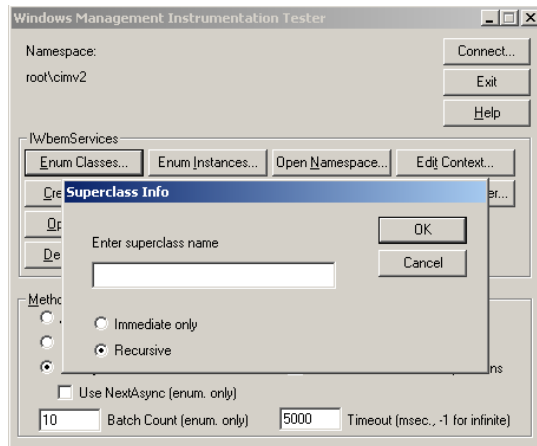 Windows Management Instrumentation Tester
Namespace:
root\cimv2
Connect...
Exit
Help
IWbemServices
Enum Classes...
Enum Instances...
Open Namespace...
Edit Context...
Superclass Info
Enter superclass name
OK
Cancel
Immediate only
Recursive
Use NextAsync (enum. only)
10
Batch Count (enum. only)
5000
Timeout (msec., -1 for infinite)